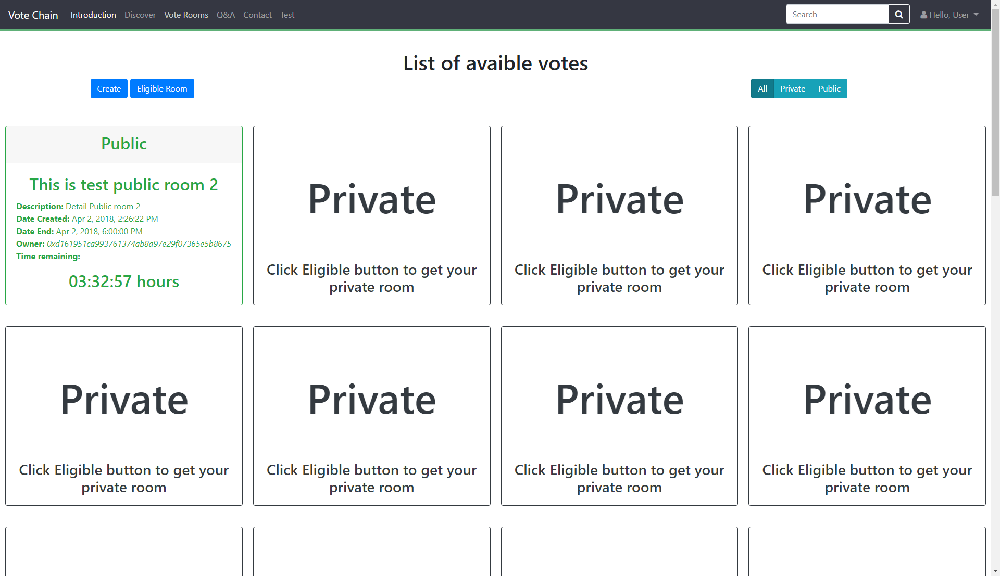 Vote Chain Introduction Discover Vote Rooms Q&A Contact Test Search Hello, User
List of avaible votes
Create Eligible Room All Private Public
Public
This is test public room 2
Description: Detail Public room 2
Date Created: Apr 2, 2018, 2:26:22 PM
Date End: Apr 2, 2018, 6:00:00 PM
Owner: 0xd161951ca993761374ab8a97e29f07365e5b8675
Time remaining:
03:32:57 hours
Private
Click Eligible button to get your
private room
Private
Click Eligible button to get your
private room
Private
Click Eligible button to get your
private room
Private
Click Eligible button to get your
private room
Private
Click Eligible button to get your
private room
Private
Click Eligible button to get your
private room
Private
Click Eligible button to get your
private room